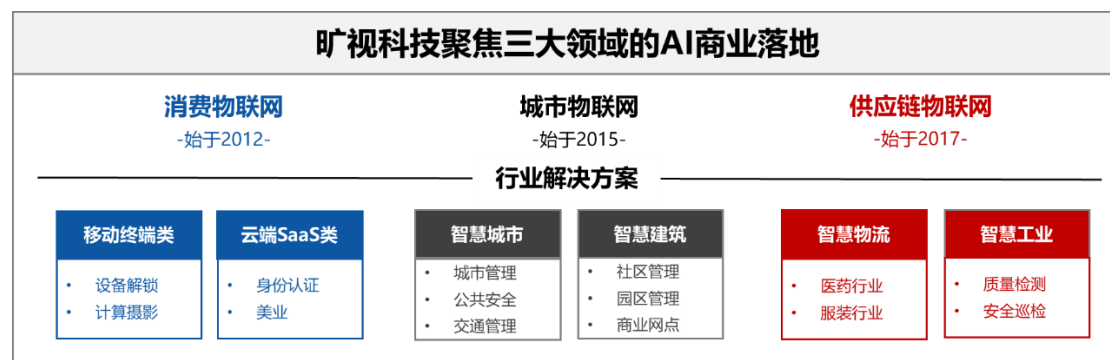 旷视科技聚焦三大领域的AI商业落地
消费物联网
-始于2012-
城市物联网
-始于2015-
供应链物联网
-始于2017-
行业解决方案
移动终端类
• 设备解锁
• 计算摄影
云端SaaS类
• 身份认证
• 美业
智慧城市
• 城市管理
• 公共安全
• 交通管理
智慧建筑
• 社区管理
• 园区管理
• 商业网点
智慧物流
• 医药行业
• 服装行业
智慧工业
• 质量检测
• 安全巡检